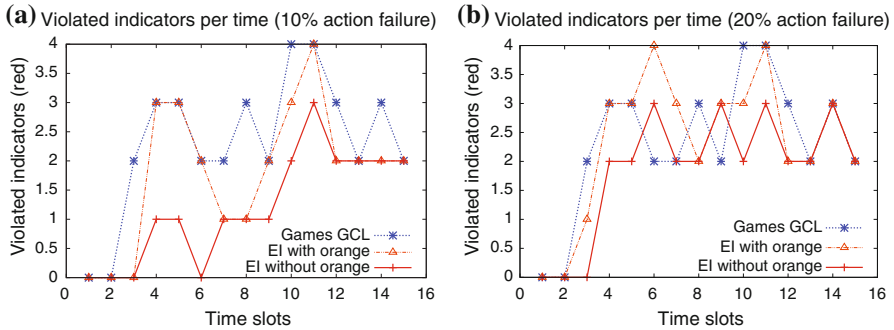 (a) Violated indicators per time (10% action failure)
Violated indicators (red)
4
3.5
3
2.5
2
1.5
1
0.5
0
Games GCL
EI with orange
EI without orange
0 2 4 6 8 10 12 14 16
Time slots
(b) Violated indicators per time (20% action failure)
Violated indicators (red)
4
3.5
3
2.5
2
1.5
1
0.5
0
Games GCL
EI with orange
EI without orange
0 2 4 6 8 10 12 14 16
Time slots